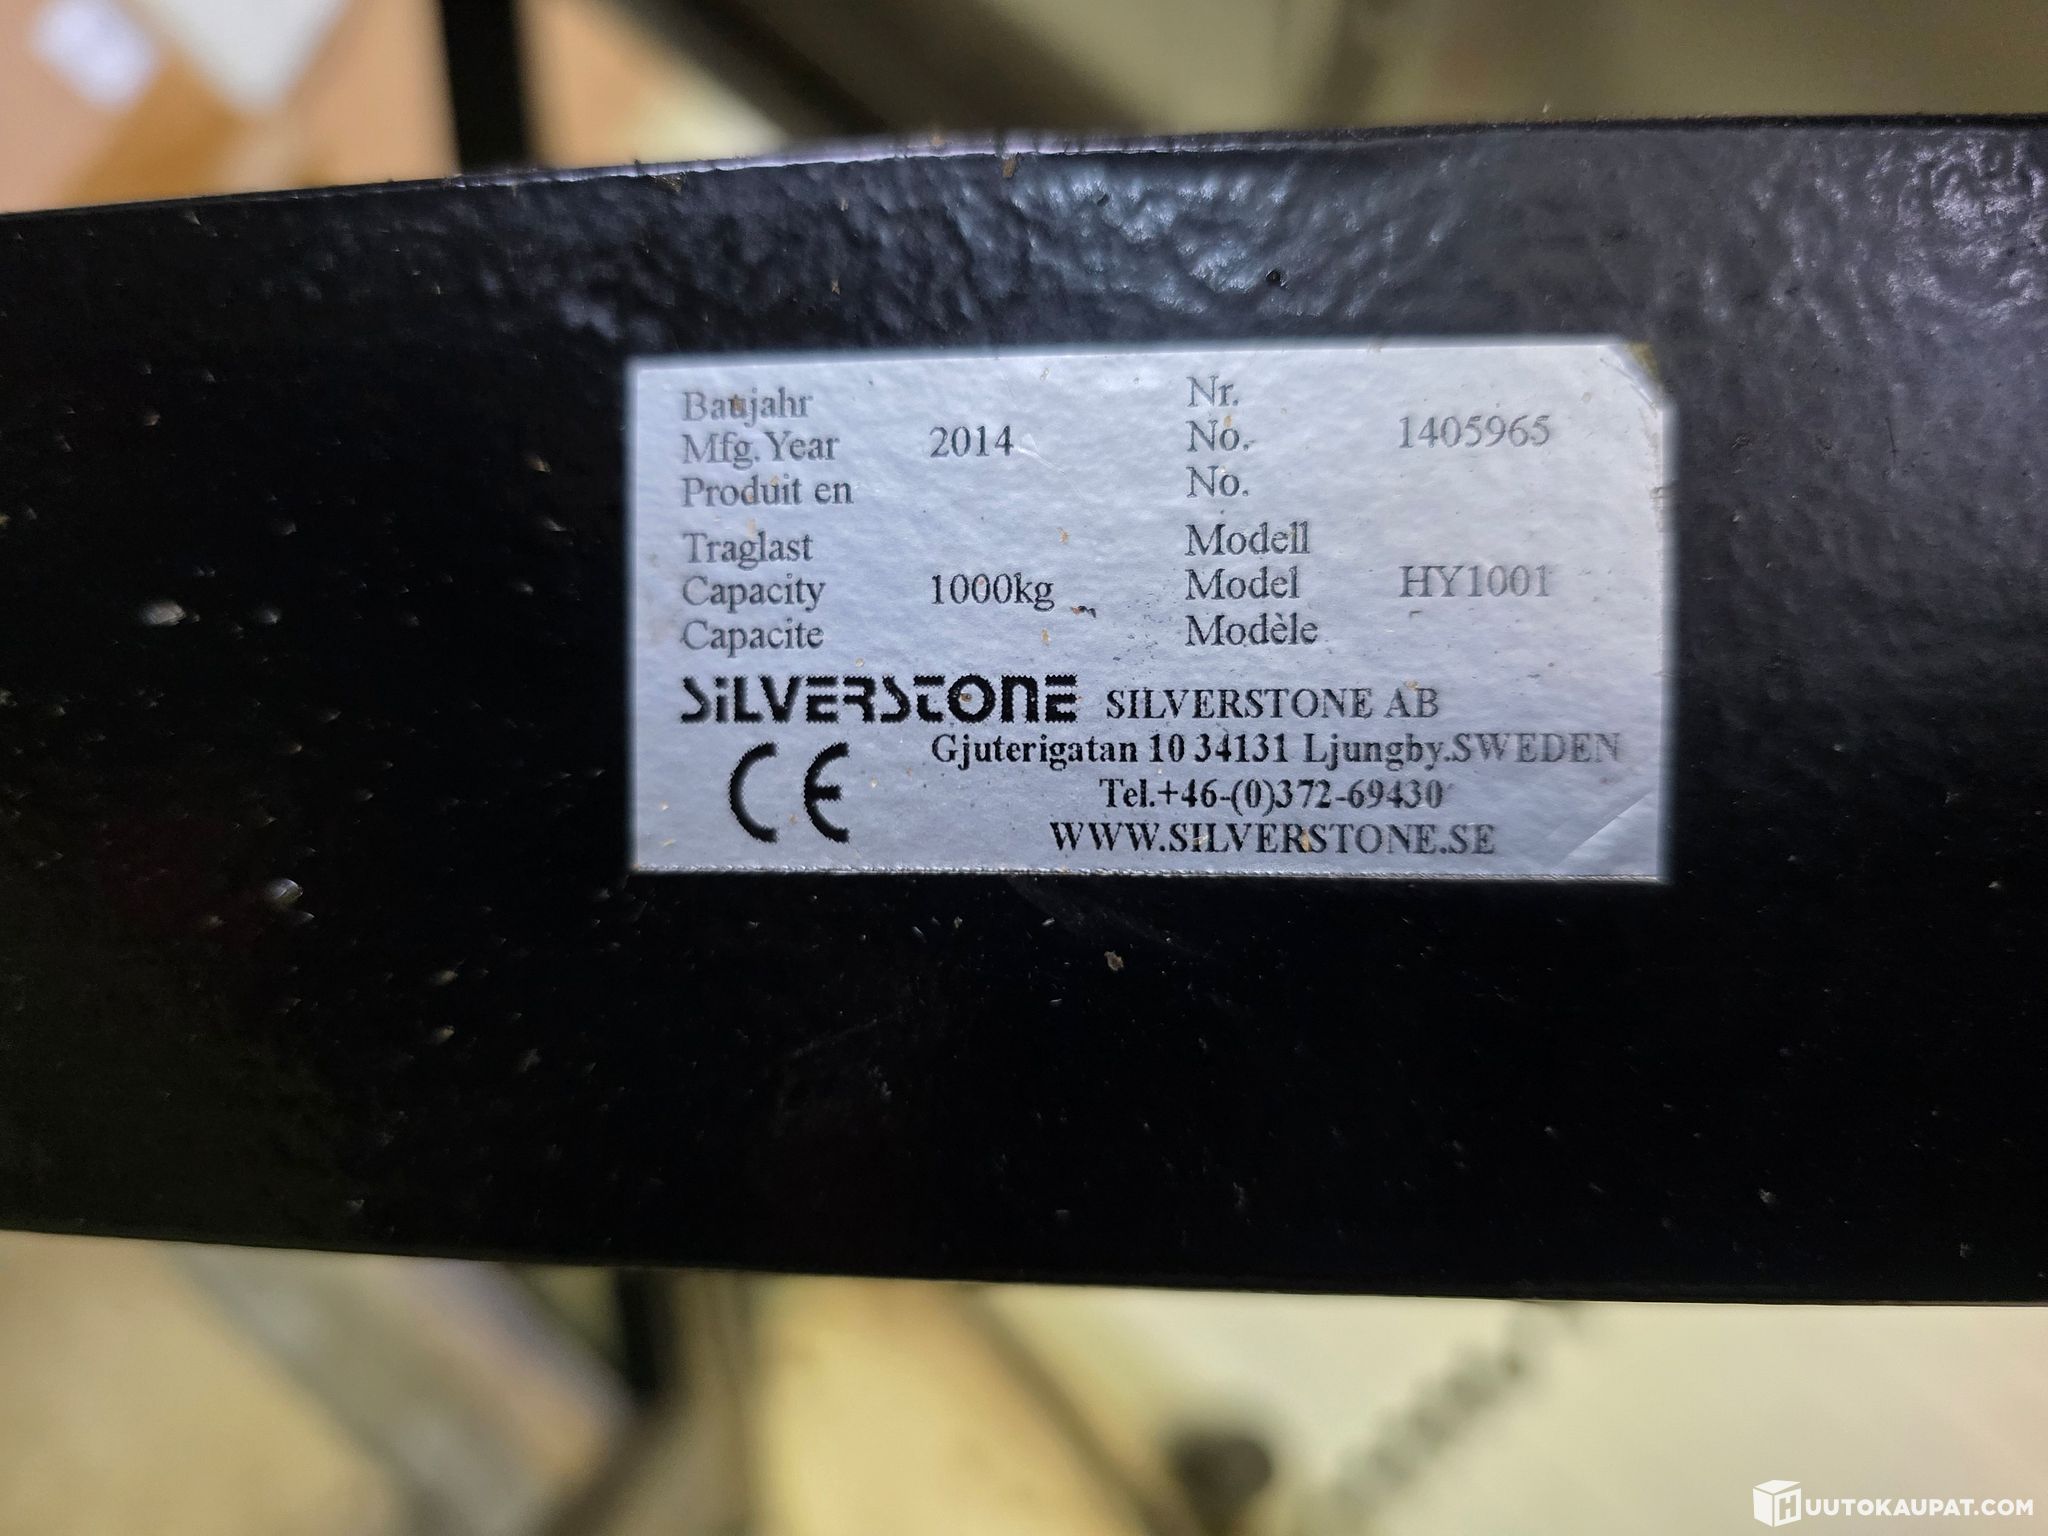 Baujahr
Mfg.Year 2014
Produit en
Nr.
No. 1405965
No.
Traglast
Capacity 1000kg
Capacite
Modell
Model HY1001
Modèle
SiLVERSTONE SILVERSTONE AB
CE Gjuterigatan 10 34131 Ljungby.SWEDEN
Tel.+46-(0)372-69430
WWW.SILVERSTONE.SE
HUUTOKAUPAT.COM